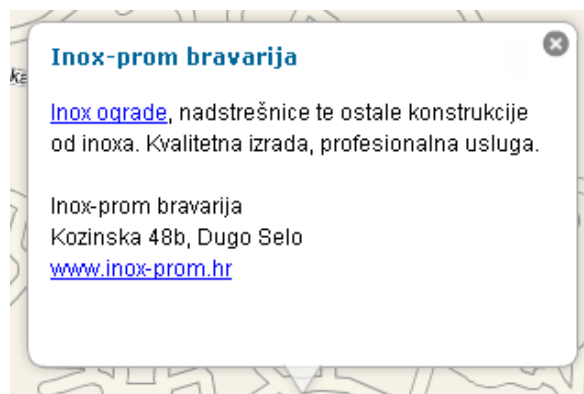 Inox-prom bravarija
Inox ograde, nadstrešnice te ostale konstrukcije
od inoxa. Kvalitetna izrada, profesionalna usluga.
Inox-prom bravarija
Kozinska 48b, Dugo Selo
www.inox-prom.hr